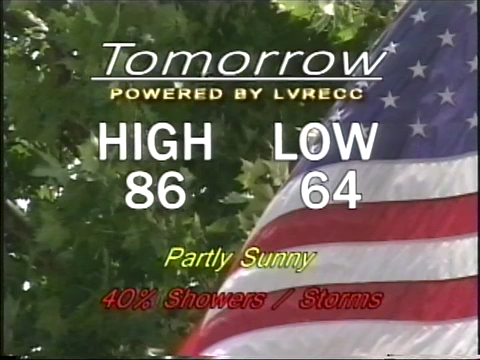 Tomorrow
POWERED BY LVRECC
HIGH LOW
86 64
Partly Sunny
40% Showers / Storms